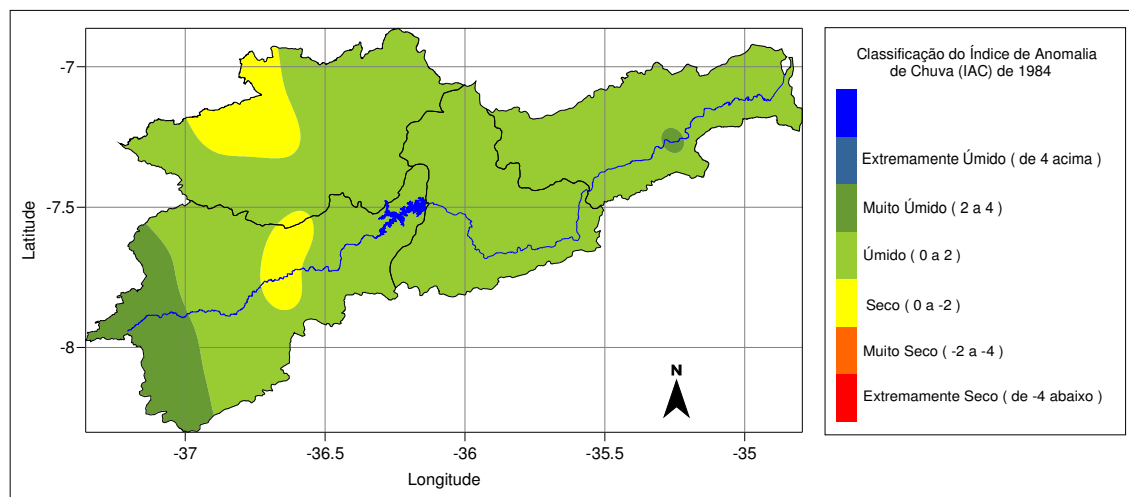 Classificação do Índice de Anomalia
de Chuva (IAC) de 1984
Extremamente Úmido ( de 4 acima )
Muito Úmido ( 2 a 4 )
Úmido ( 0 a 2 )
Seco ( 0 a -2 )
Muito Seco ( -2 a -4 )
Extremamente Seco ( de -4 abaixo )
Latitude
-7
-7.5
-8
N
-37
-36.5
-36
-35.5
-35
Longitude